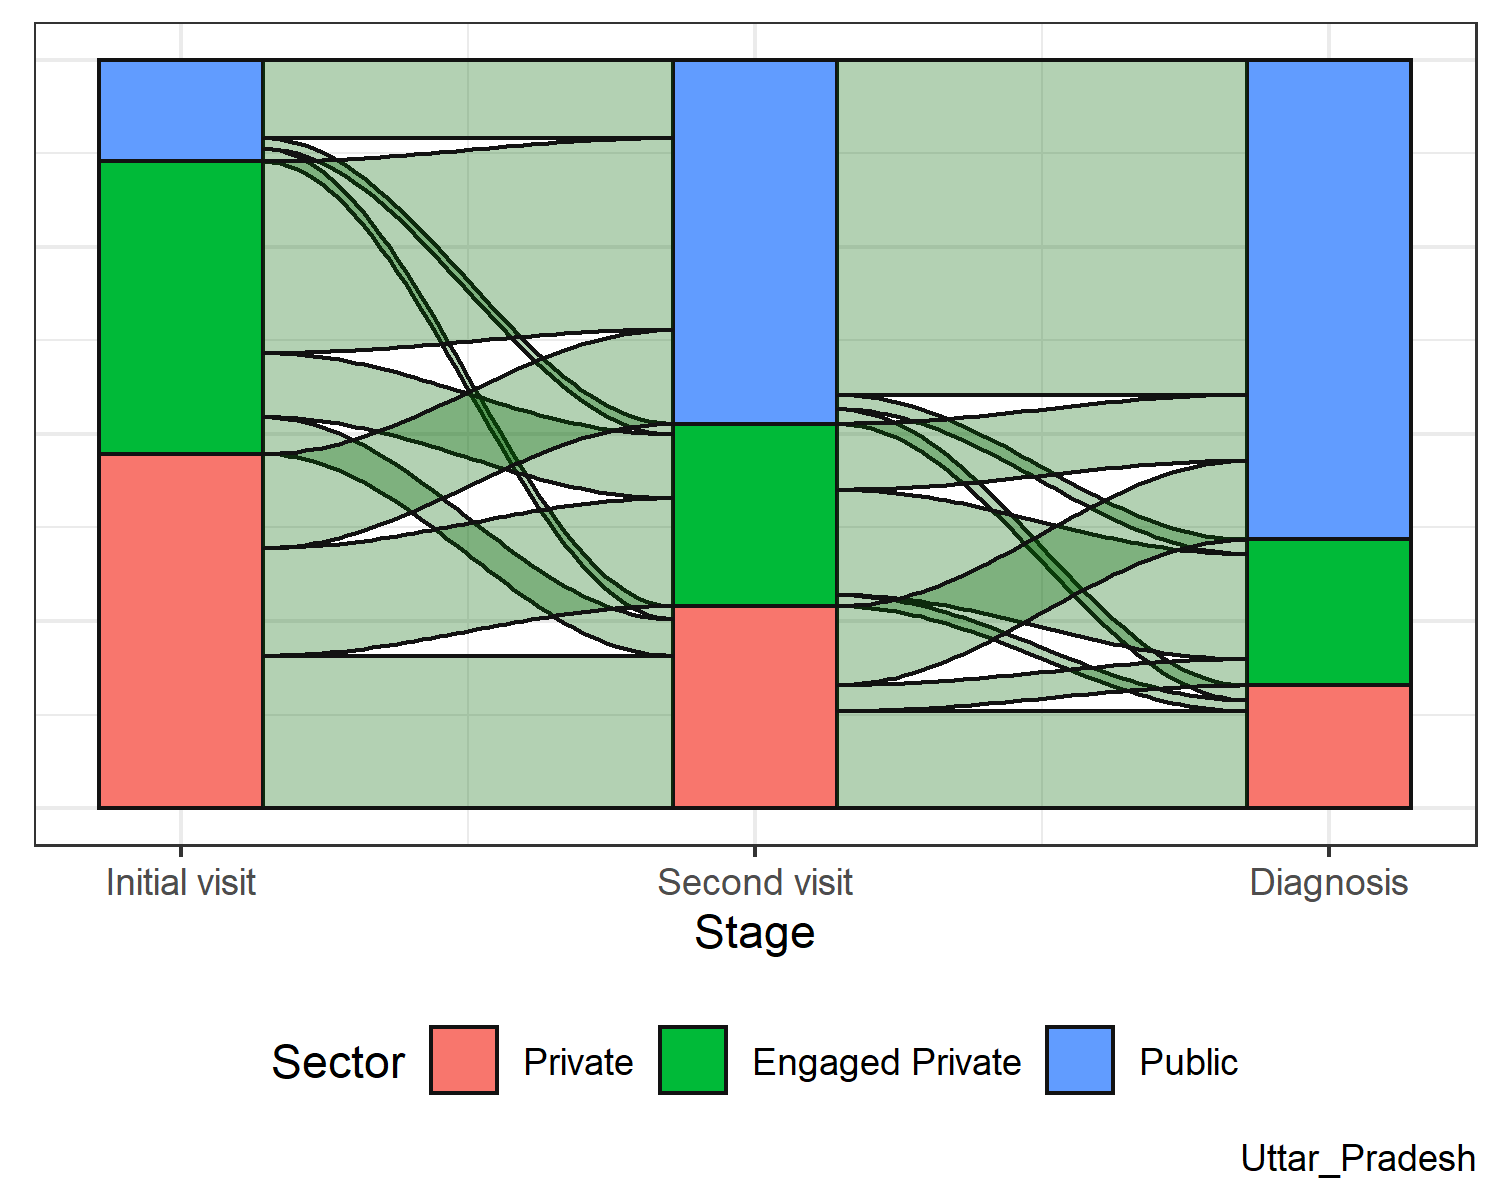 Initial visit Second visit Diagnosis
Stage
Sector Private Engaged Private Public
Uttar_Pradesh